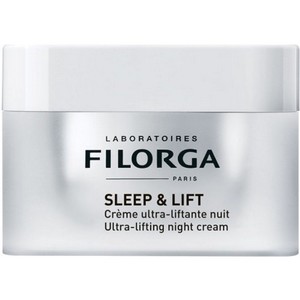 LABORATOIRES
FILORGA
PARIS
SLEEP & LIFT
Crème ultra-liftante nuit
Ultra-lifting night cream